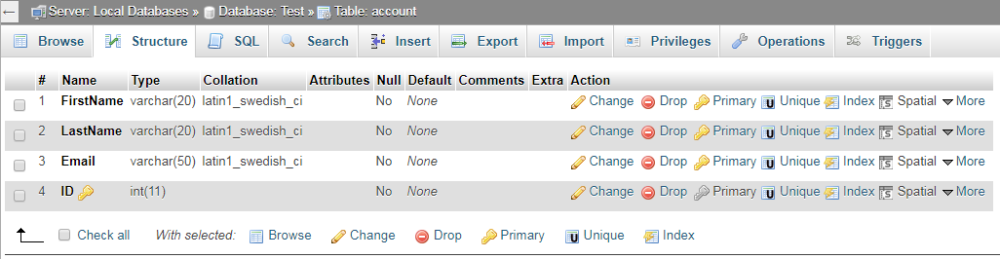 Server: Local Databases » Database: Test » Table: account
Browse Structure SQL Search Insert Export Import Privileges Operations Triggers
# Name Type Collation Attributes Null Default Comments Extra Action
1 FirstName varchar(20) latin1_swedish_ci No None Change Drop Primary Unique Index Spatial More
2 LastName varchar(20) latin1_swedish_ci No None Change Drop Primary Unique Index Spatial More
3 Email varchar(50) latin1_swedish_ci No None Change Drop Primary Unique Index Spatial More
4 ID int(11) No None Change Drop Primary Unique Index Spatial More
Check all With selected: Browse Change Drop Primary Unique Index